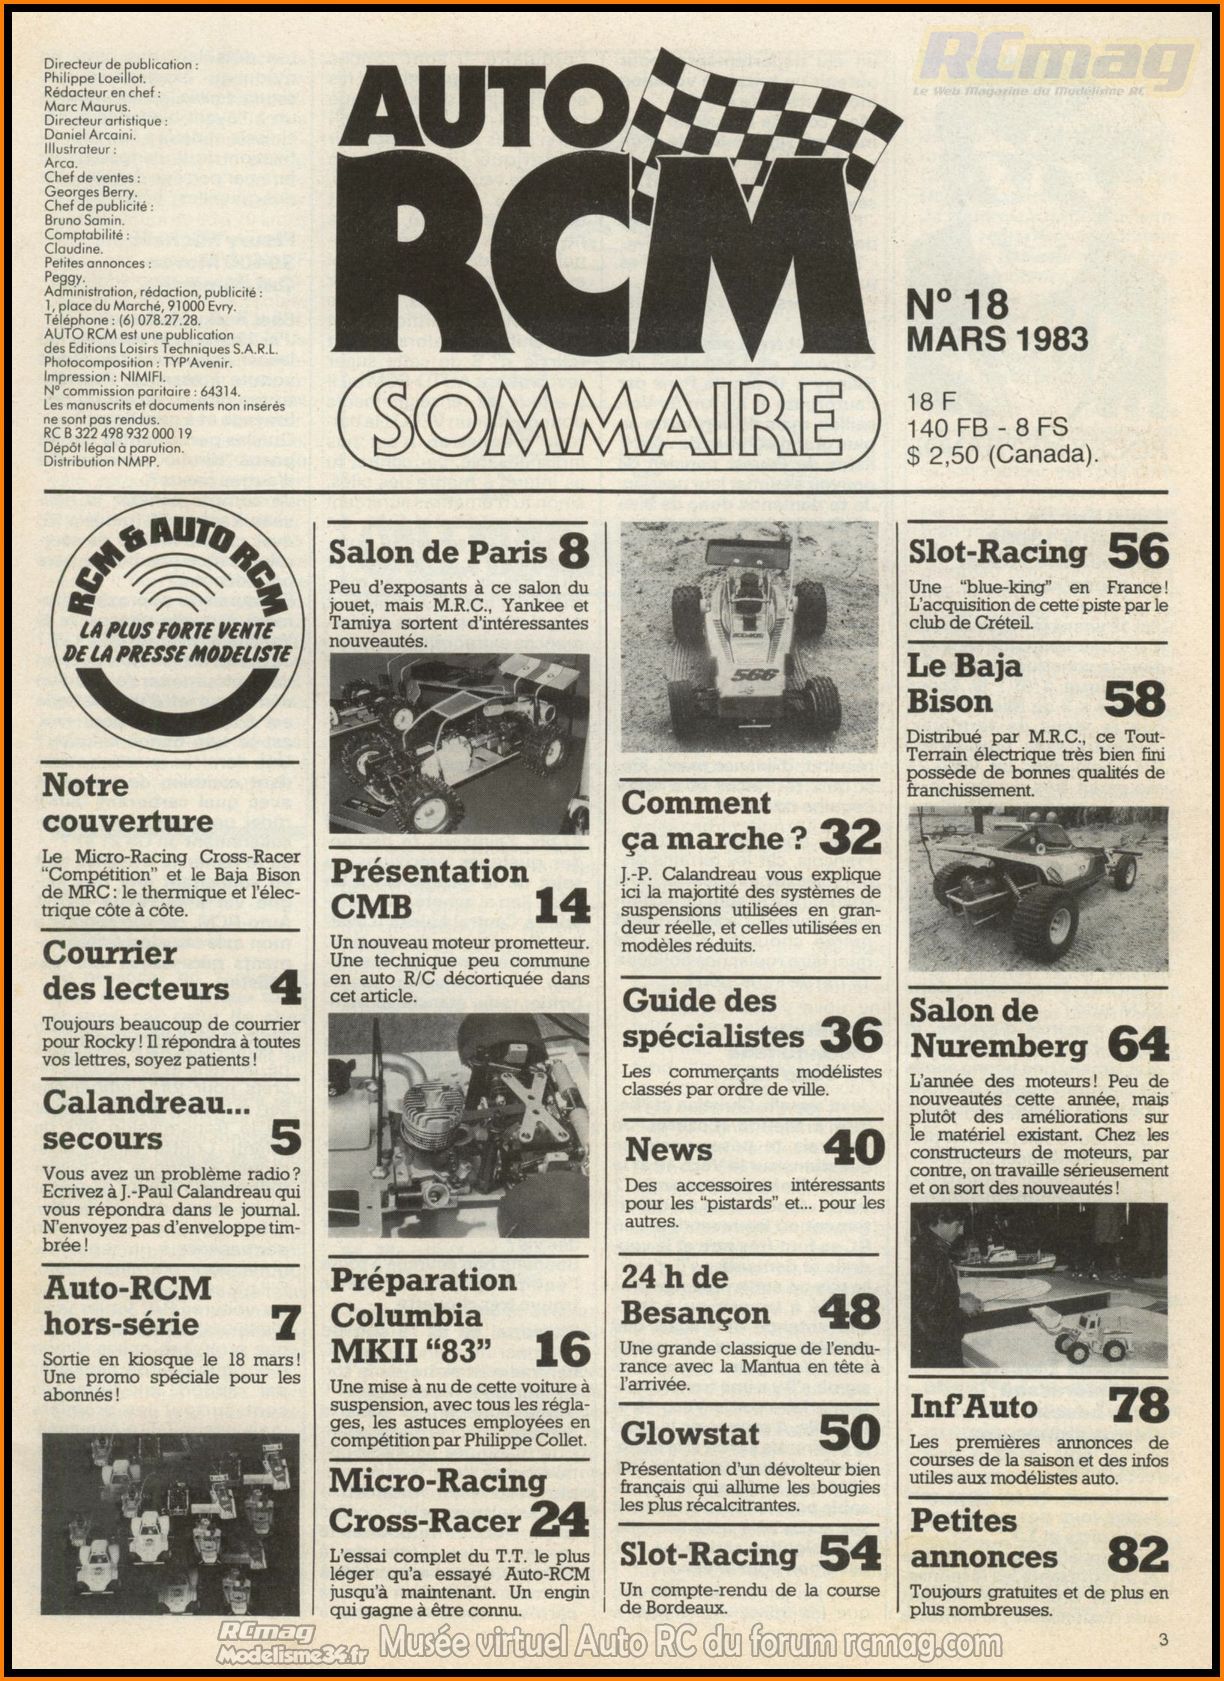 Directeur de publication :
Philippe Loeillot.
Rédacteur en chef :
Marc Maurus.
Directeur artistique :
Daniel Arcaini.
Illustrateur :
Arca.
Chef de ventes :
Georges Berry.
Chef de publicité :
Bruno Samin.
Comptabilité :
Claudine.
Petites annonces :
Peggy.
Administration, rédaction, publicité :
1, place du Marché, 91000 Evry.
Téléphone : (6) 078.27.28.
AUTO RCM est une publication
des Editions Loisirs Techniques S.A.R.L.
Photocomposition : TYP'Avenir.
Impression : NIMIFI.
N° commission paritaire : 64314.
Les manuscrits et documents non insérés
ne sont pas rendus.
RC B 322 498 932 000 19
Dépôt légal à parution.
Distribution NMPP.
AUTO
RCM
SOMMAIRE
RCmag
Le Web Magazine du Modélisme RC
N° 18
MARS 1983
18 F
140 FB - 8 FS
$ 2,50 (Canada).
RCM & AUTO RCM
LA PLUS FORTE VENTE
DE LA PRESSE MODELISTE
Notre
couverture
Le Micro-Racing Cross-Racer
“Compétition” et le Baja Bison
de MRC : le thermique et l'élec-
trique côte à côte.
Courrier
des lecteurs 4
Toujours beaucoup de courrier
pour Rocky ! Il répondra à toutes
vos lettres, soyez patients !
Calandreau...
secours 5
Vous avez un problème radio ?
Ecrivez à J.-Paul Calandreau qui
vous répondra dans le journal.
N'envoyez pas d'enveloppe tim-
brée !
Auto-RCM
hors-série 7
Sortie en kiosque le 18 mars !
Une promo spéciale pour les
abonnés !
Salon de Paris 8
Peu d'exposants à ce salon du
jouet, mais M.R.C., Yankee et
Tamiya sortent d'intéressantes
nouveautés.
Présentation
CMB 14
Un nouveau moteur prometteur.
Une technique peu commune
en auto R/C décortiquée dans
cet article.
Préparation
Columbia
MKII “83” 16
Une mise à nu de cette voiture à
suspension, avec tous les régla-
ges, les astuces employées en
compétition par Philippe Collet.
Micro-Racing
Cross-Racer 24
L'essai complet du T.T. le plus
léger qu'a essayé Auto-RCM
jusqu'à maintenant. Un engin
qui gagne à être connu.
566
Comment
ça marche ? 32
J.-P. Calandreau vous explique
ici la majortité des systèmes de
suspensions utilisées en gran-
deur réelle, et celles utilisées en
modèles réduits.
Guide des
spécialistes 36
Les commerçants modélistes
classés par ordre de ville.
News 40
Des accessoires intéressants
pour les “pistards” et... pour les
autres.
24 h de
Besançon 48
Une grande classique de l'endu-
rance avec la Mantua en tête à
l'arrivée.
Glowstat 50
Présentation d'un dévolteur bien
français qui allume les bougies
les plus récalcitrantes.
Slot-Racing 54
Un compte-rendu de la course
de Bordeaux.
Slot-Racing 56
Une “blue-king” en France !
L'acquisition de cette piste par le
club de Créteil.
Le Baja
Bison 58
Distribué par M.R.C., ce Tout-
Terrain électrique très bien fini
possède de bonnes qualités de
franchissement.
Salon de
Nuremberg 64
L'année des moteurs ! Peu de
nouveautés cette année, mais
plutôt des améliorations sur
le matériel existant. Chez les
constructeurs de moteurs, par
contre, on travaille sérieusement
et on sort des nouveautés !
Inf'Auto 78
Les premières annonces de
courses de la saison et des infos
utiles aux modélistes auto.
Petites
annonces 82
Toujours gratuites et de plus en
plus nombreuses.
3
RCmag
Modelisme34.fr
Musée virtuel Auto RC du forum rcmag.com